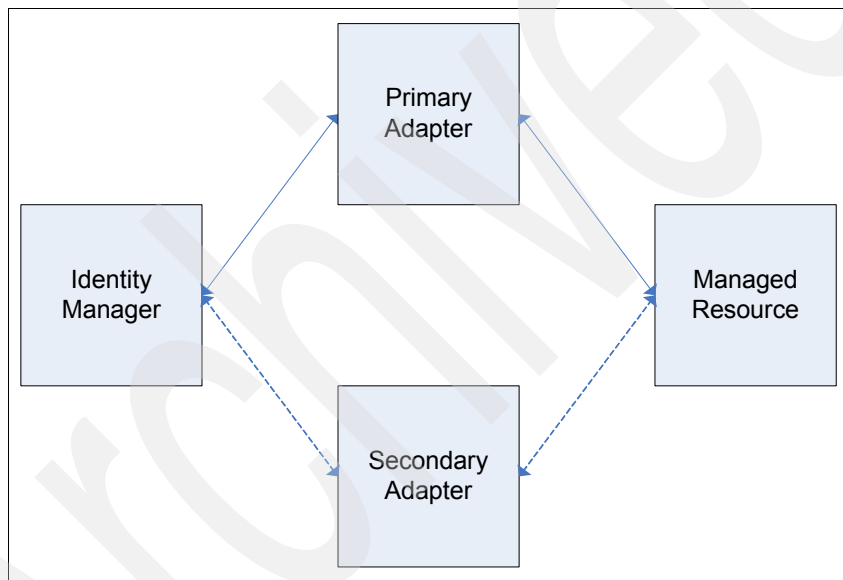 Primary
Adapter
Identity
Manager
Managed
Resource
Secondary
Adapter